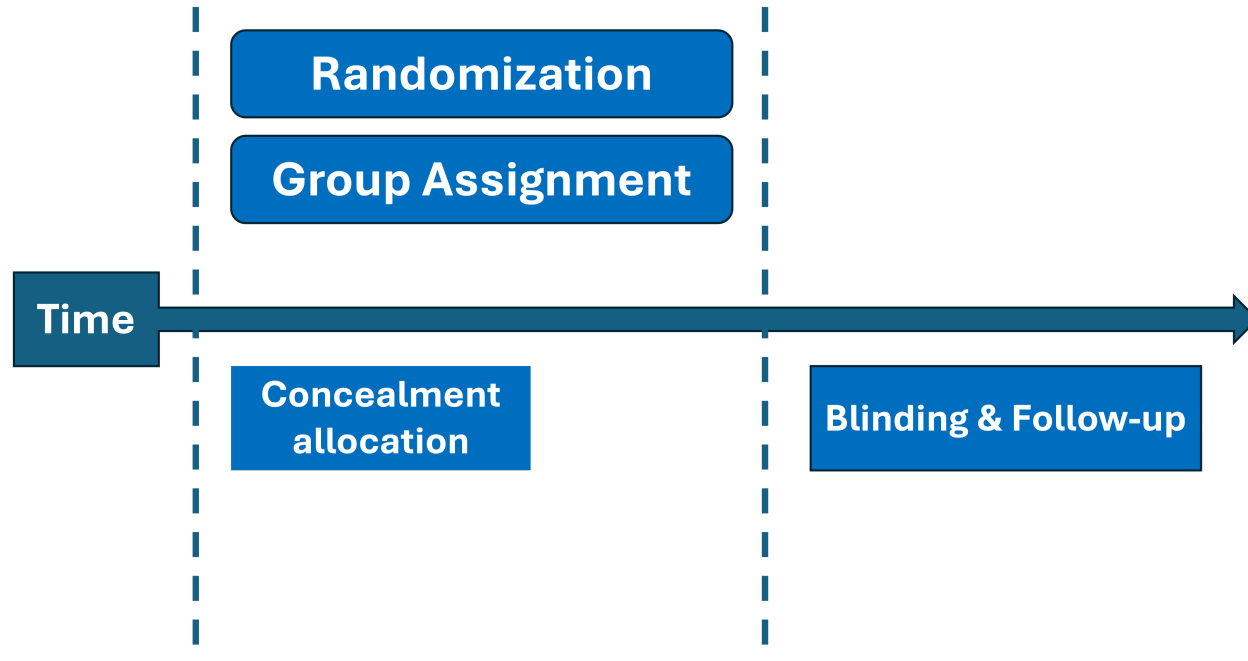 Randomization
Group Assignment
Time
Concealment
allocation
Blinding & Follow-up